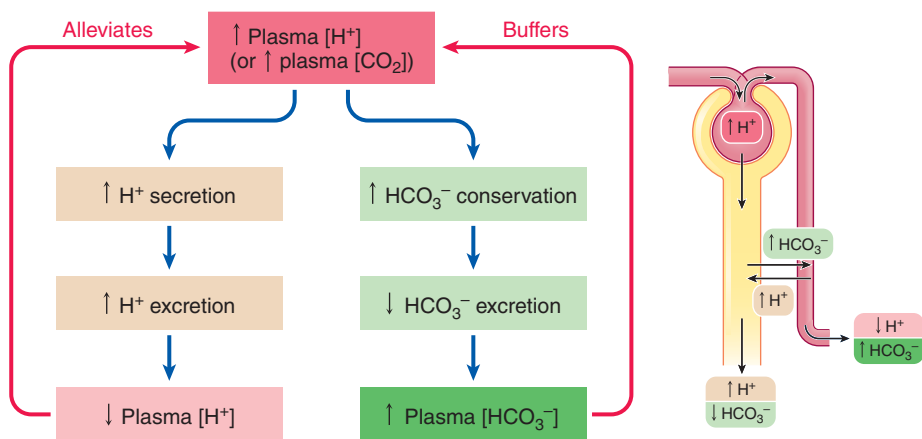 Alleviates
Buffers
↑ Plasma [H⁺]
(or ↑ plasma [CO₂])
↑ H⁺ secretion
↑ HCO₃⁻ conservation
↑ H⁺ excretion
↓ HCO₃⁻ excretion
↓ Plasma [H⁺]
↑ Plasma [HCO₃⁻]
↑ H⁺
↑ HCO₃⁻
↑ H⁺
↓ H⁺
↑ HCO₃⁻
↑ H⁺
↓ HCO₃⁻